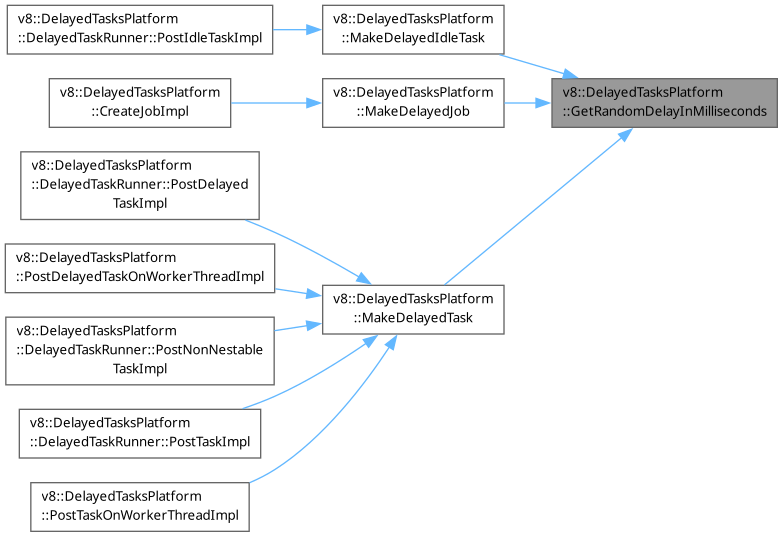 v8::DelayedTasksPlatform
::DelayedTaskRunner::PostIdleTaskImpl
v8::DelayedTasksPlatform
::MakeDelayedIdleTask
v8::DelayedTasksPlatform
::CreateJobImpl
v8::DelayedTasksPlatform
::MakeDelayedJob
v8::DelayedTasksPlatform
::GetRandomDelayInMilliseconds
v8::DelayedTasksPlatform
::DelayedTaskRunner::PostDelayed
TaskImpl
v8::DelayedTasksPlatform
::PostDelayedTaskOnWorkerThreadImpl
v8::DelayedTasksPlatform
::MakeDelayedTask
v8::DelayedTasksPlatform
::DelayedTaskRunner::PostNonNestable
TaskImpl
v8::DelayedTasksPlatform
::DelayedTaskRunner::PostTaskImpl
v8::DelayedTasksPlatform
::PostTaskOnWorkerThreadImpl